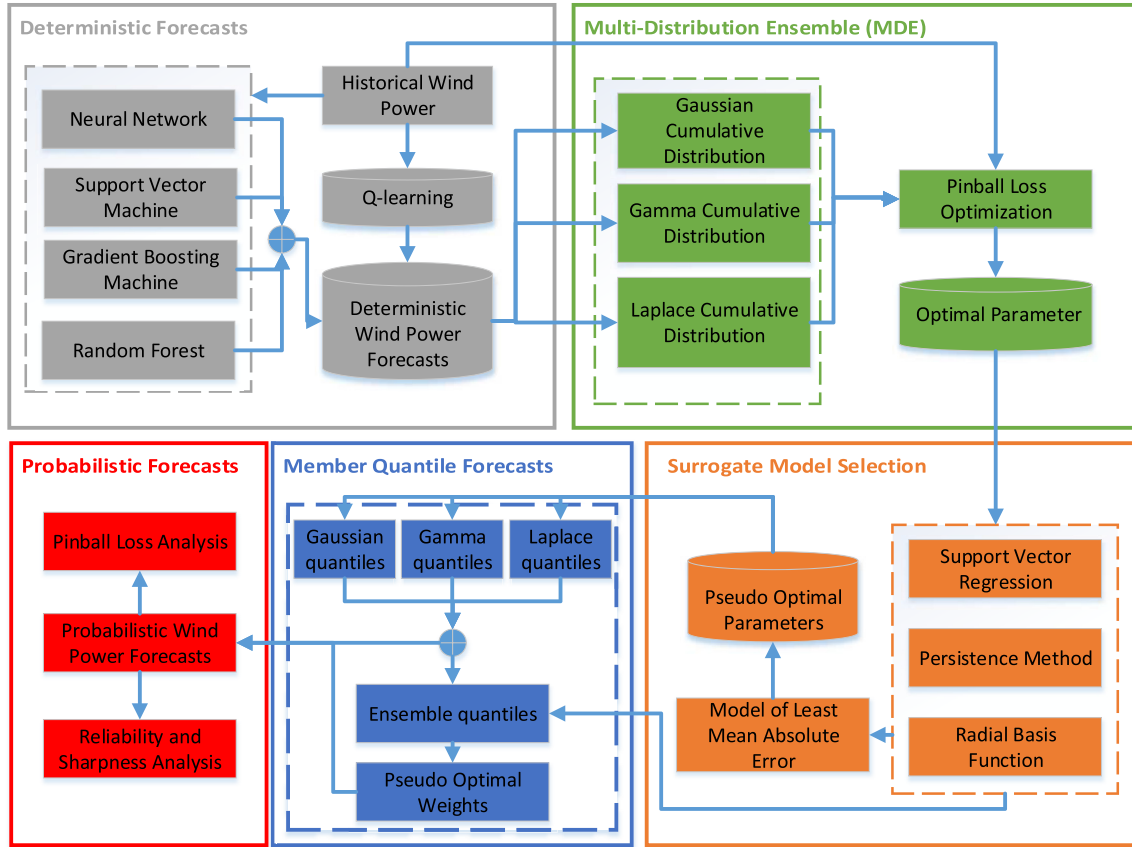 Deterministic Forecasts
Neural Network
Support Vector
Machine
Gradient Boosting
Machine
Random Forest
Historical Wind
Power
Q-learning
Deterministic
Wind Power
Forecasts
Multi-Distribution Ensemble (MDE)
Gaussian
Cumulative
Distribution
Gamma Cumulative
Distribution
Laplace Cumulative
Distribution
Pinball Loss
Optimization
Optimal Parameter
Probabilistic Forecasts
Pinball Loss Analysis
Probabilistic Wind
Power Forecasts
Reliability and
Sharpness Analysis
Member Quantile Forecasts
Gaussian
quantiles
Gamma
quantiles
Laplace
quantiles
Ensemble quantiles
Pseudo Optimal
Weights
Surrogate Model Selection
Pseudo Optimal
Parameters
Model of Least
Mean Absolute
Error
Support Vector
Regression
Persistence Method
Radial Basis
Function